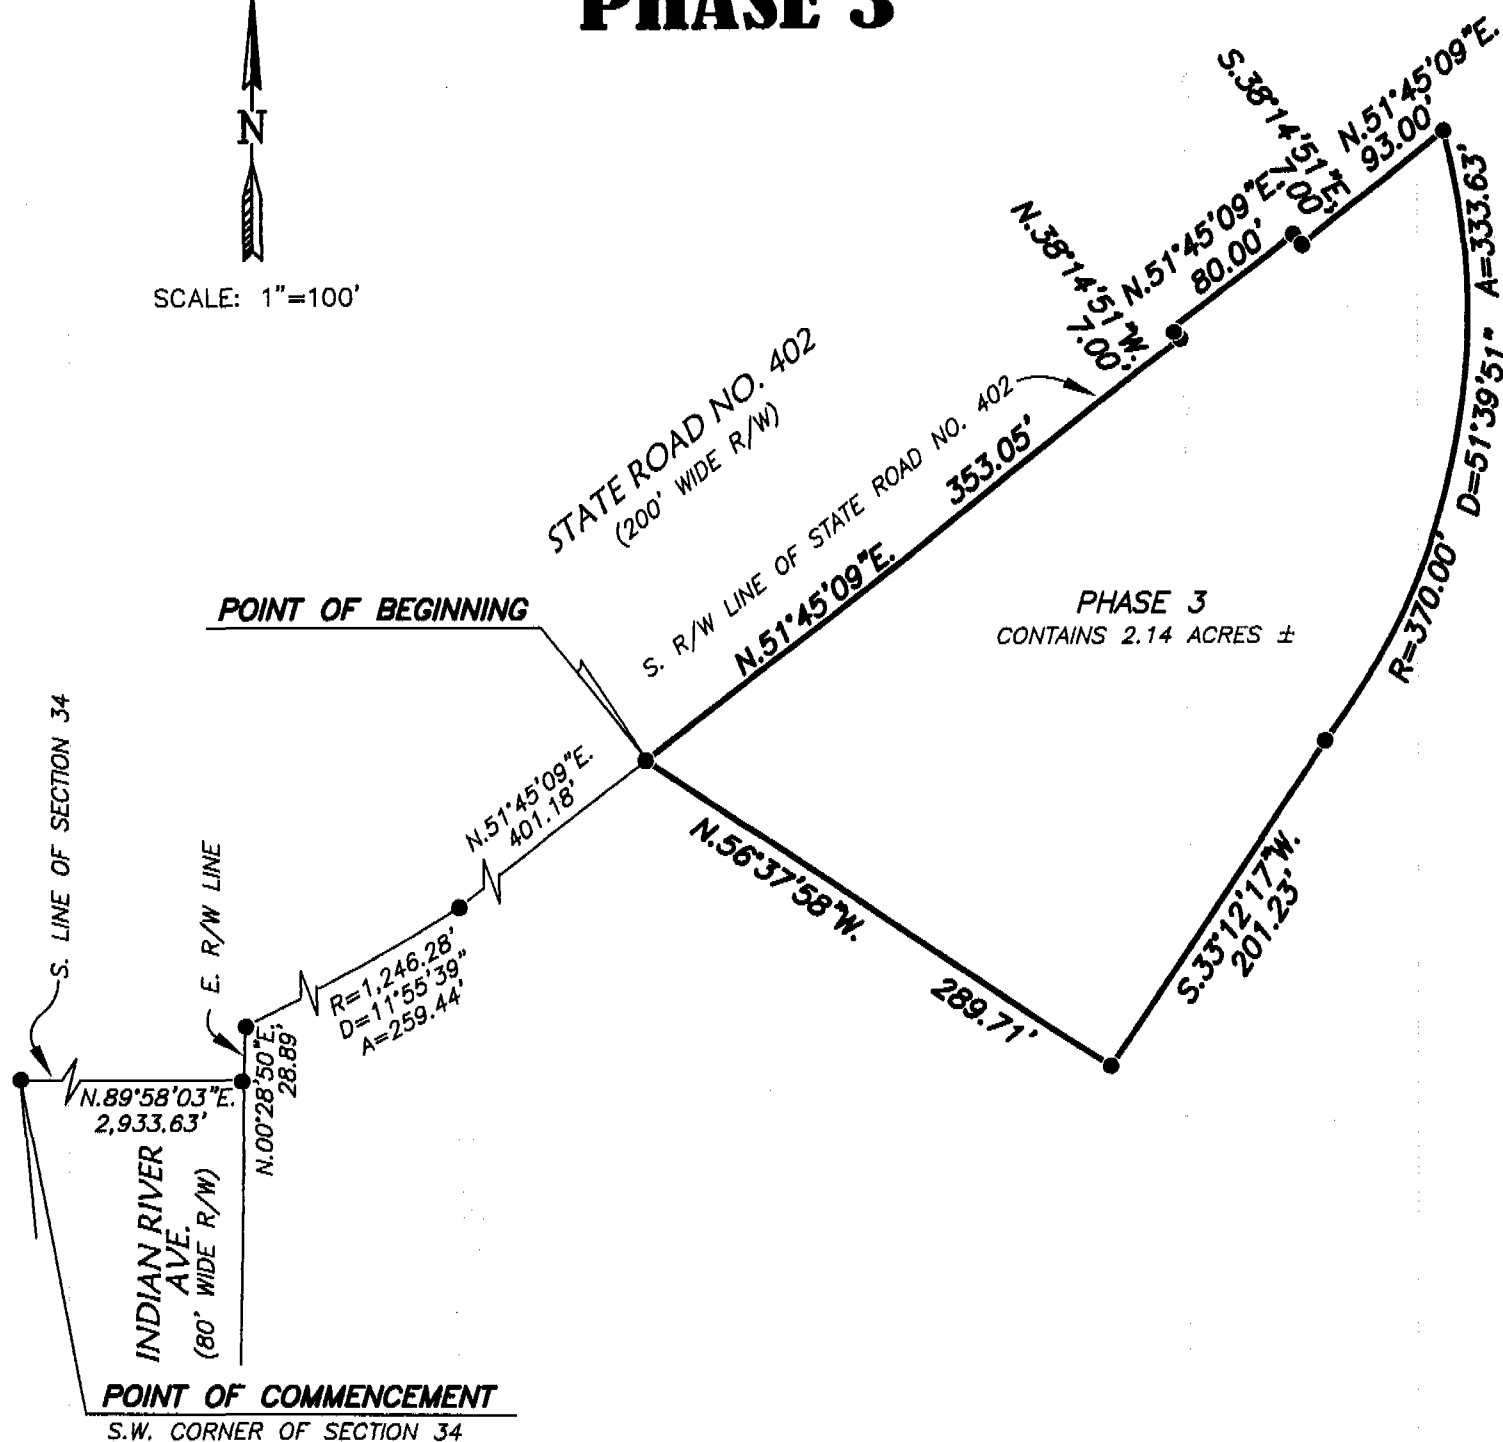 PHASE 3
N
SCALE: 1"=100'
N.51°45'09"E.
93.00'
S.38°14'51"E.
7.00'
N.51°45'09"E.
80.00'
N.38°14'51"W.
7.00'
A=333.63'
D=51°39'51"
R=370.00'
STATE ROAD NO. 402
(200' WIDE R/W)
S. R/W LINE OF STATE ROAD NO. 402
N.51°45'09"E.
353.05'
POINT OF BEGINNING
PHASE 3
CONTAINS 2.14 ACRES ±
N.51°45'09"E.
401.18'
N.56°37'58"W.
289.71'
S.33°12'17"W.
201.23'
S. LINE OF SECTION 34
E. R/W LINE
R=1,246.28'
D=11°55'39"
A=259.44'
N.00°28'50"E.
28.89'
N.89°58'03"E.
2,933.63'
INDIAN RIVER
AVE.
(80' WIDE R/W)
POINT OF COMMENCEMENT
S.W. CORNER OF SECTION 34